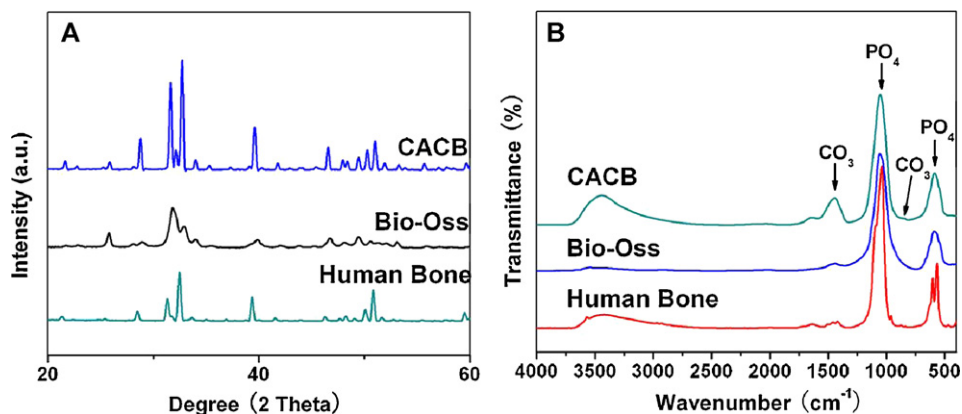 A
CACB
Bio-Oss
Human Bone
Intensity (a.u.)
20
40
60
Degree（2 Theta）
B
PO4
PO4
CO3
CO3
CACB
Bio-Oss
Human Bone
Transmittance (%)
4000 3500 3000 2500 2000 1500 1000 500
Wavenumber（cm-1）